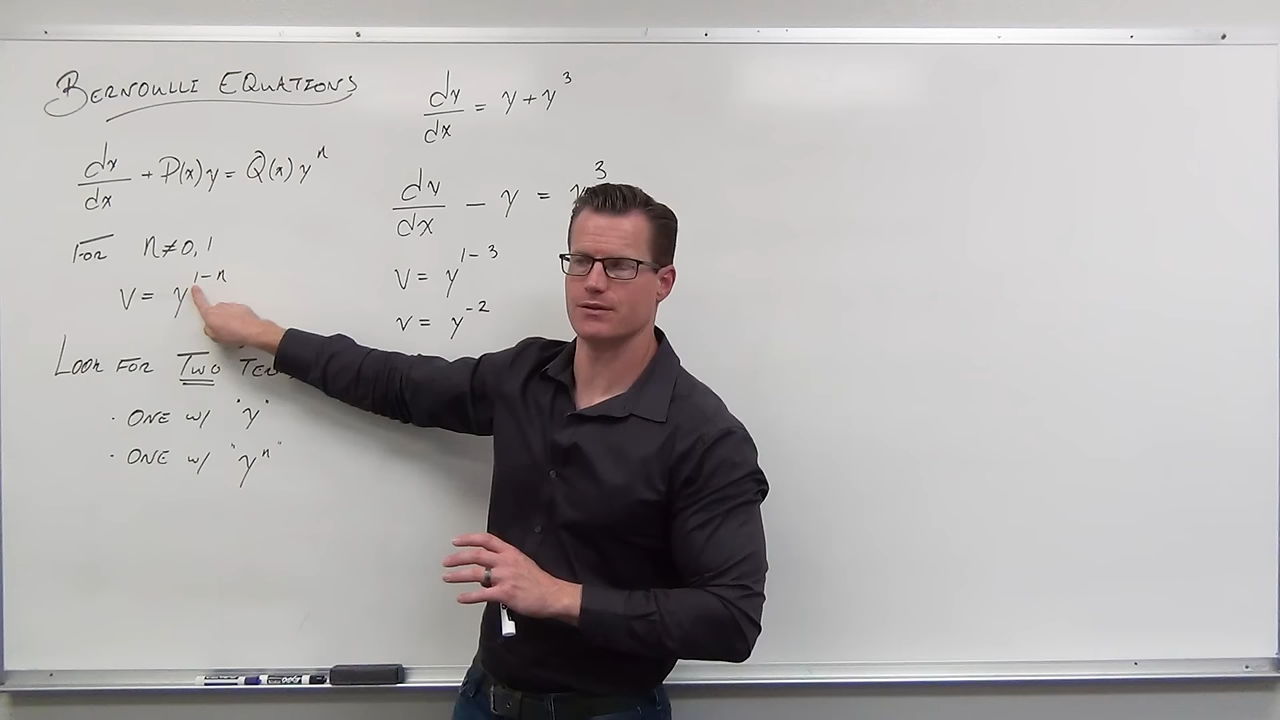 BERNOULLI EQUATIONS
dy/dx + P(x)y = Q(x)y^n
FOR n≠0,1
v = y^1-n
LOOK FOR TWO
• ONE w/ "y"
• ONE w/ "y^n"
dy/dx = y + y^3
dy/dx - y = y^3
v = y^1-3
v = y^-2